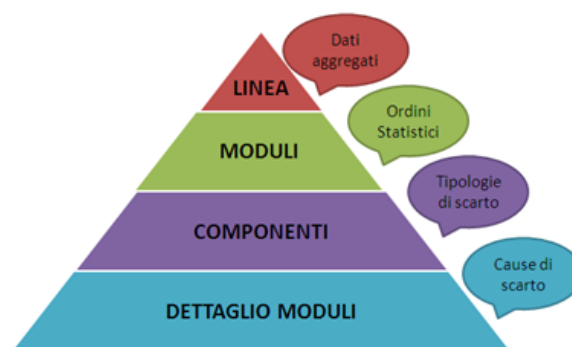 Dati
aggregati
LINEA
Ordini
Statistici
MODULI
Tipologie
di scarto
COMPONENTI
Cause di
scarto
DETTAGLIO MODULI